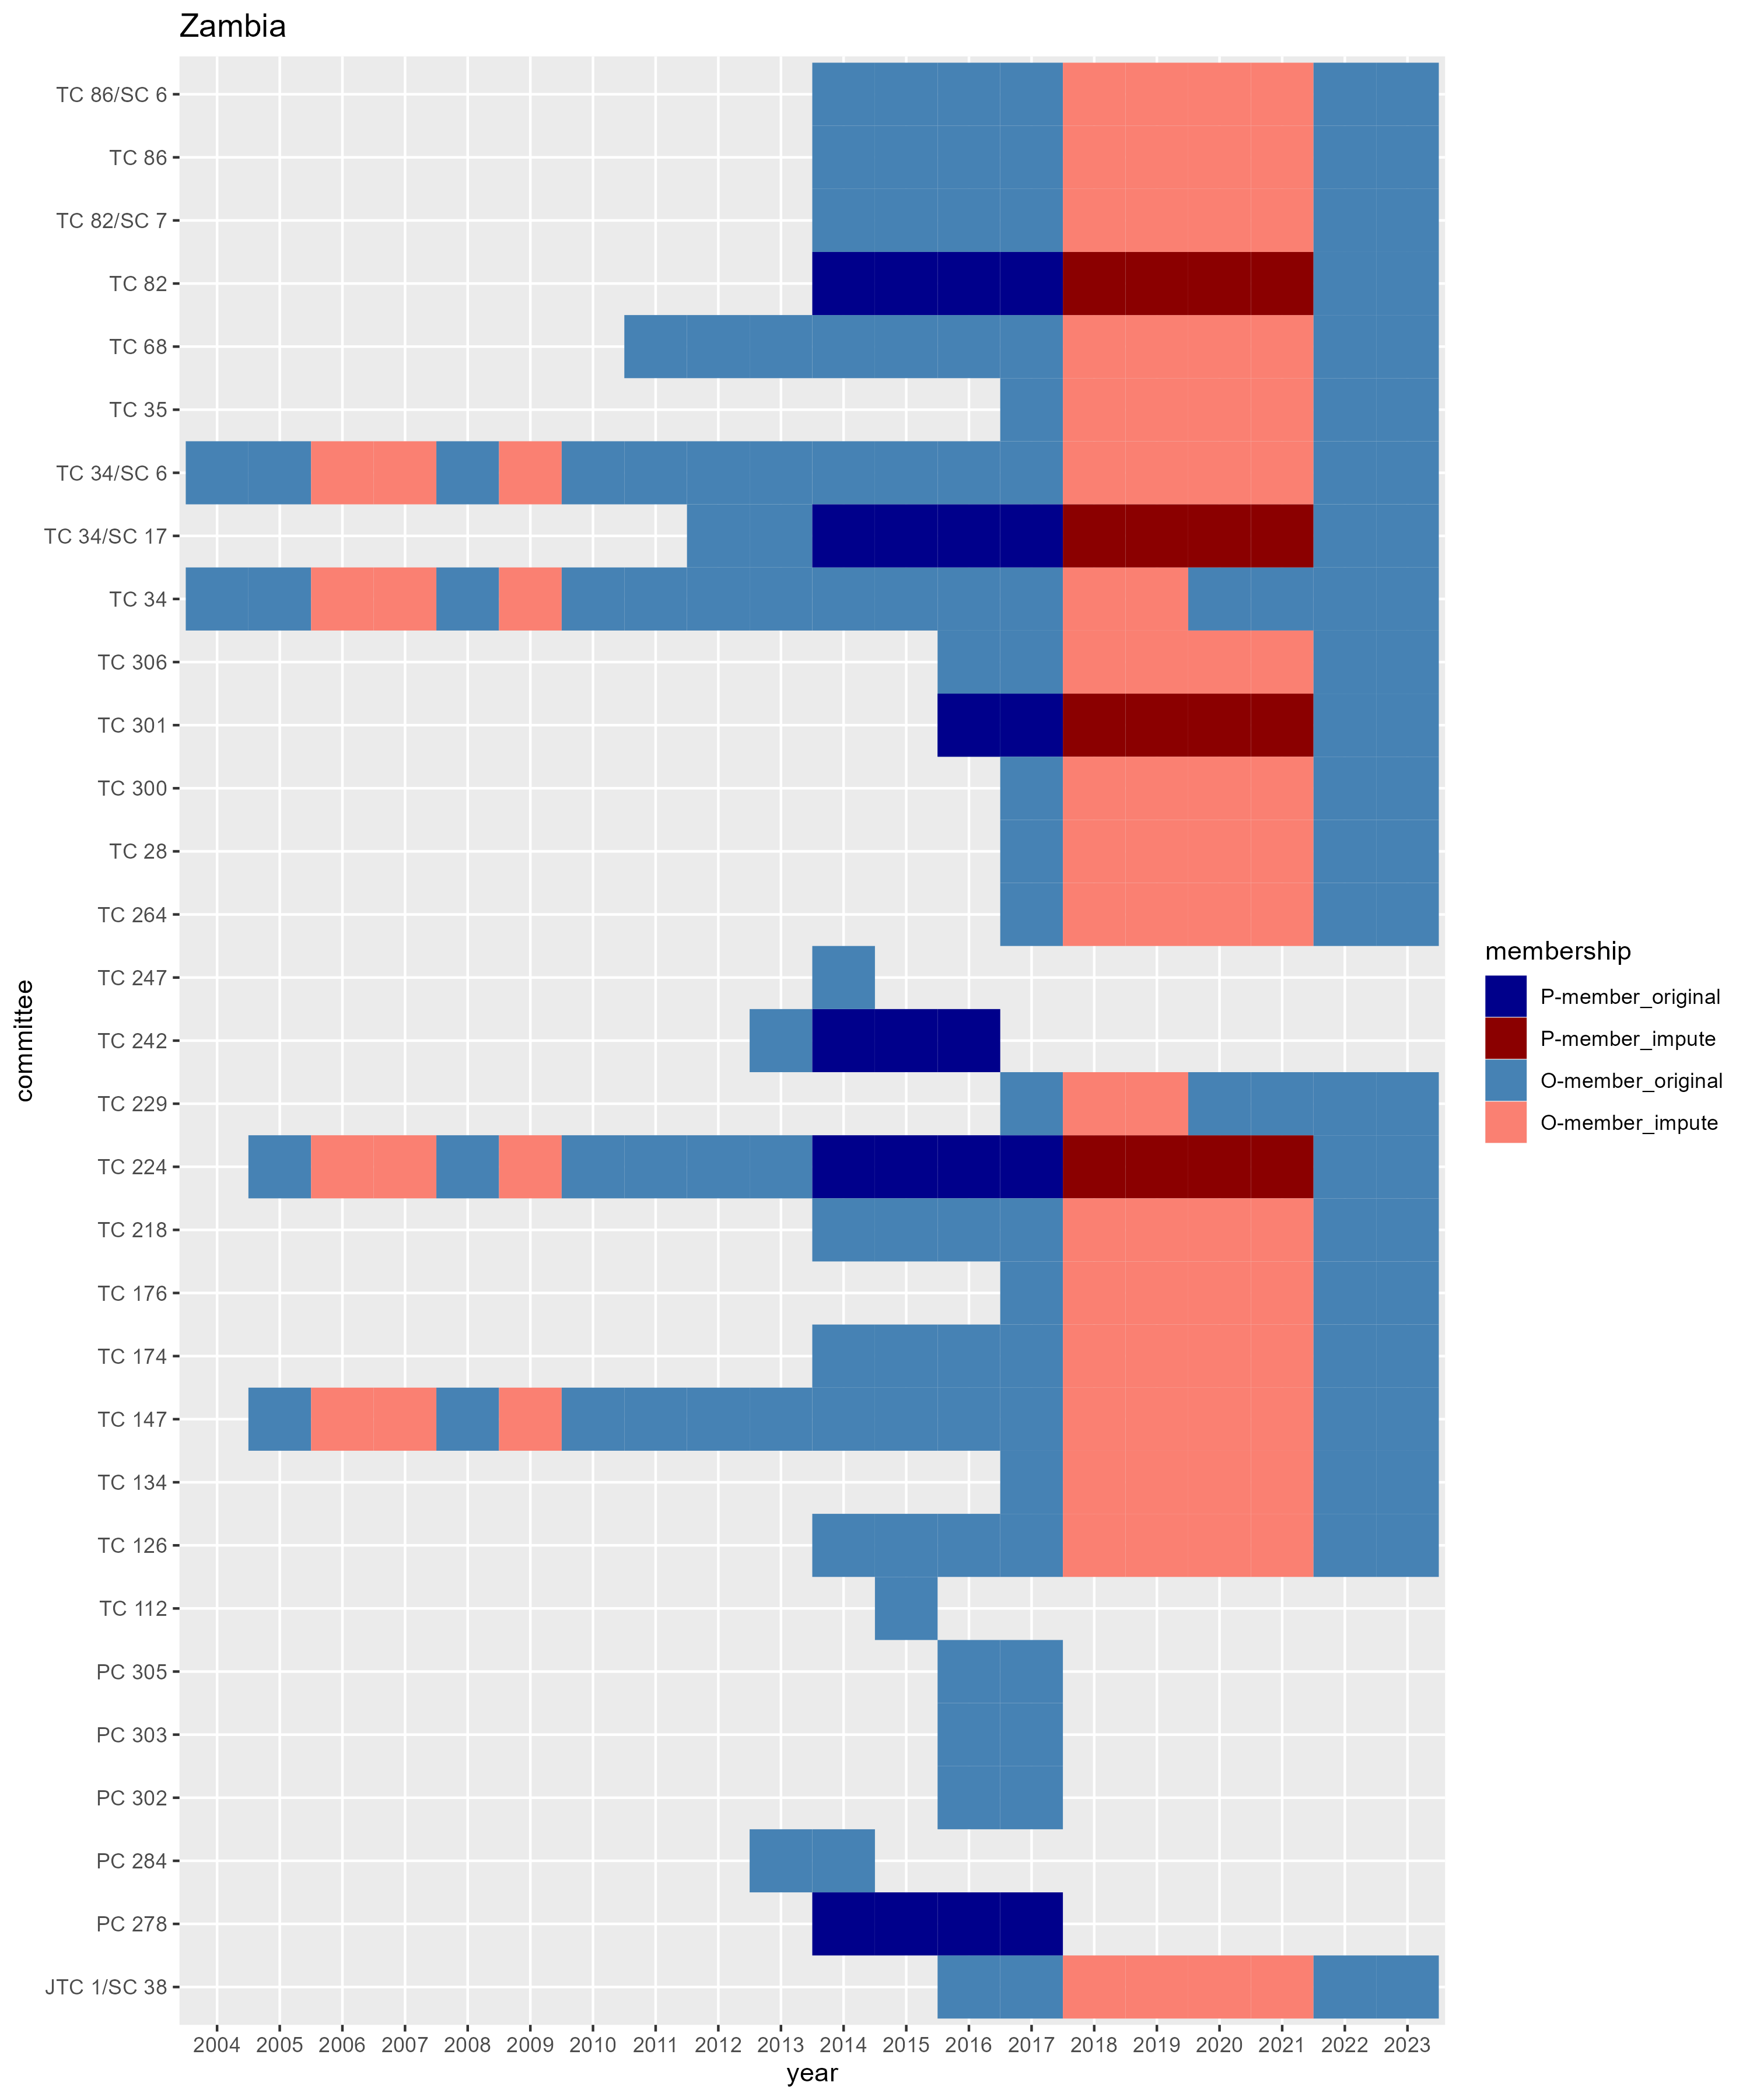 Zambia
TC 86/SC 6
TC 86
TC 82/SC 7
TC 82
TC 68
TC 35
TC 34/SC 6
TC 34/SC 17
TC 34
TC 306
TC 301
TC 300
TC 28
TC 264
TC 247
TC 242
TC 229
TC 224
TC 218
TC 176
TC 174
TC 147
TC 134
TC 126
TC 112
PC 305
PC 303
PC 302
PC 284
PC 278
JTC 1/SC 38
committee
2004 2005 2006 2007 2008 2009 2010 2011 2012 2013 2014 2015 2016 2017 2018 2019 2020 2021 2022 2023
year
membership
P-member_original
P-member_impute
O-member_original
O-member_impute